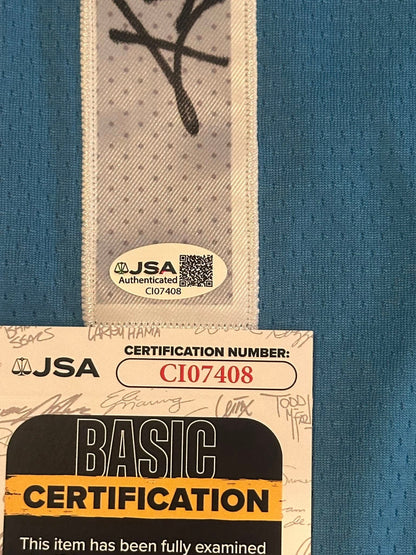 JSA
Authenticated
CI07408
JSA
CERTIFICATION NUMBER:
CI07408
BASIC
CERTIFICATION
This item has been fully examined